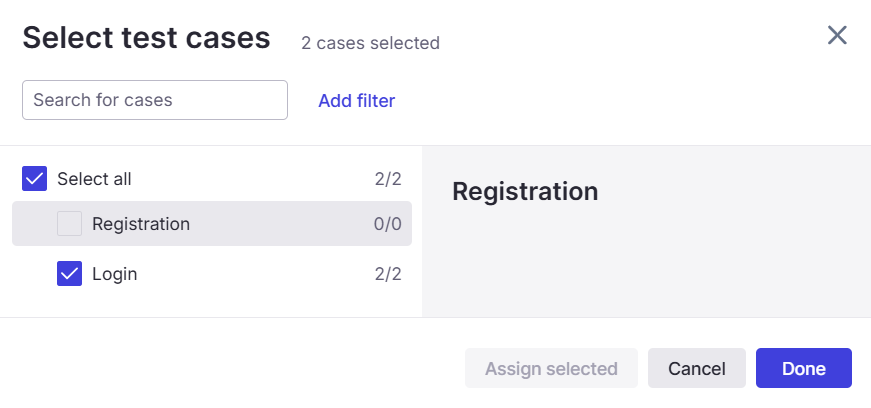 Select test cases 2 cases selected
Search for cases Add filter
Select all 2/2
Registration 0/0
Login 2/2
Registration
Assign selected Cancel Done